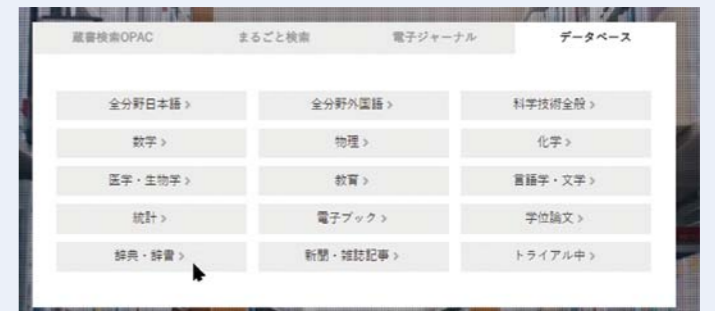 蔵書検索OPAC まるごと検索 電子ジャーナル データベース
全分野日本語 > 全分野外国語 > 科学技術全般 >
数学 > 物理 > 化学 >
医学・生物学 > 教育 > 言語学・文学 >
統計 > 電子ブック > 学位論文 >
辞典・辞書 > 新聞・雑誌記事 > トライアル中 >